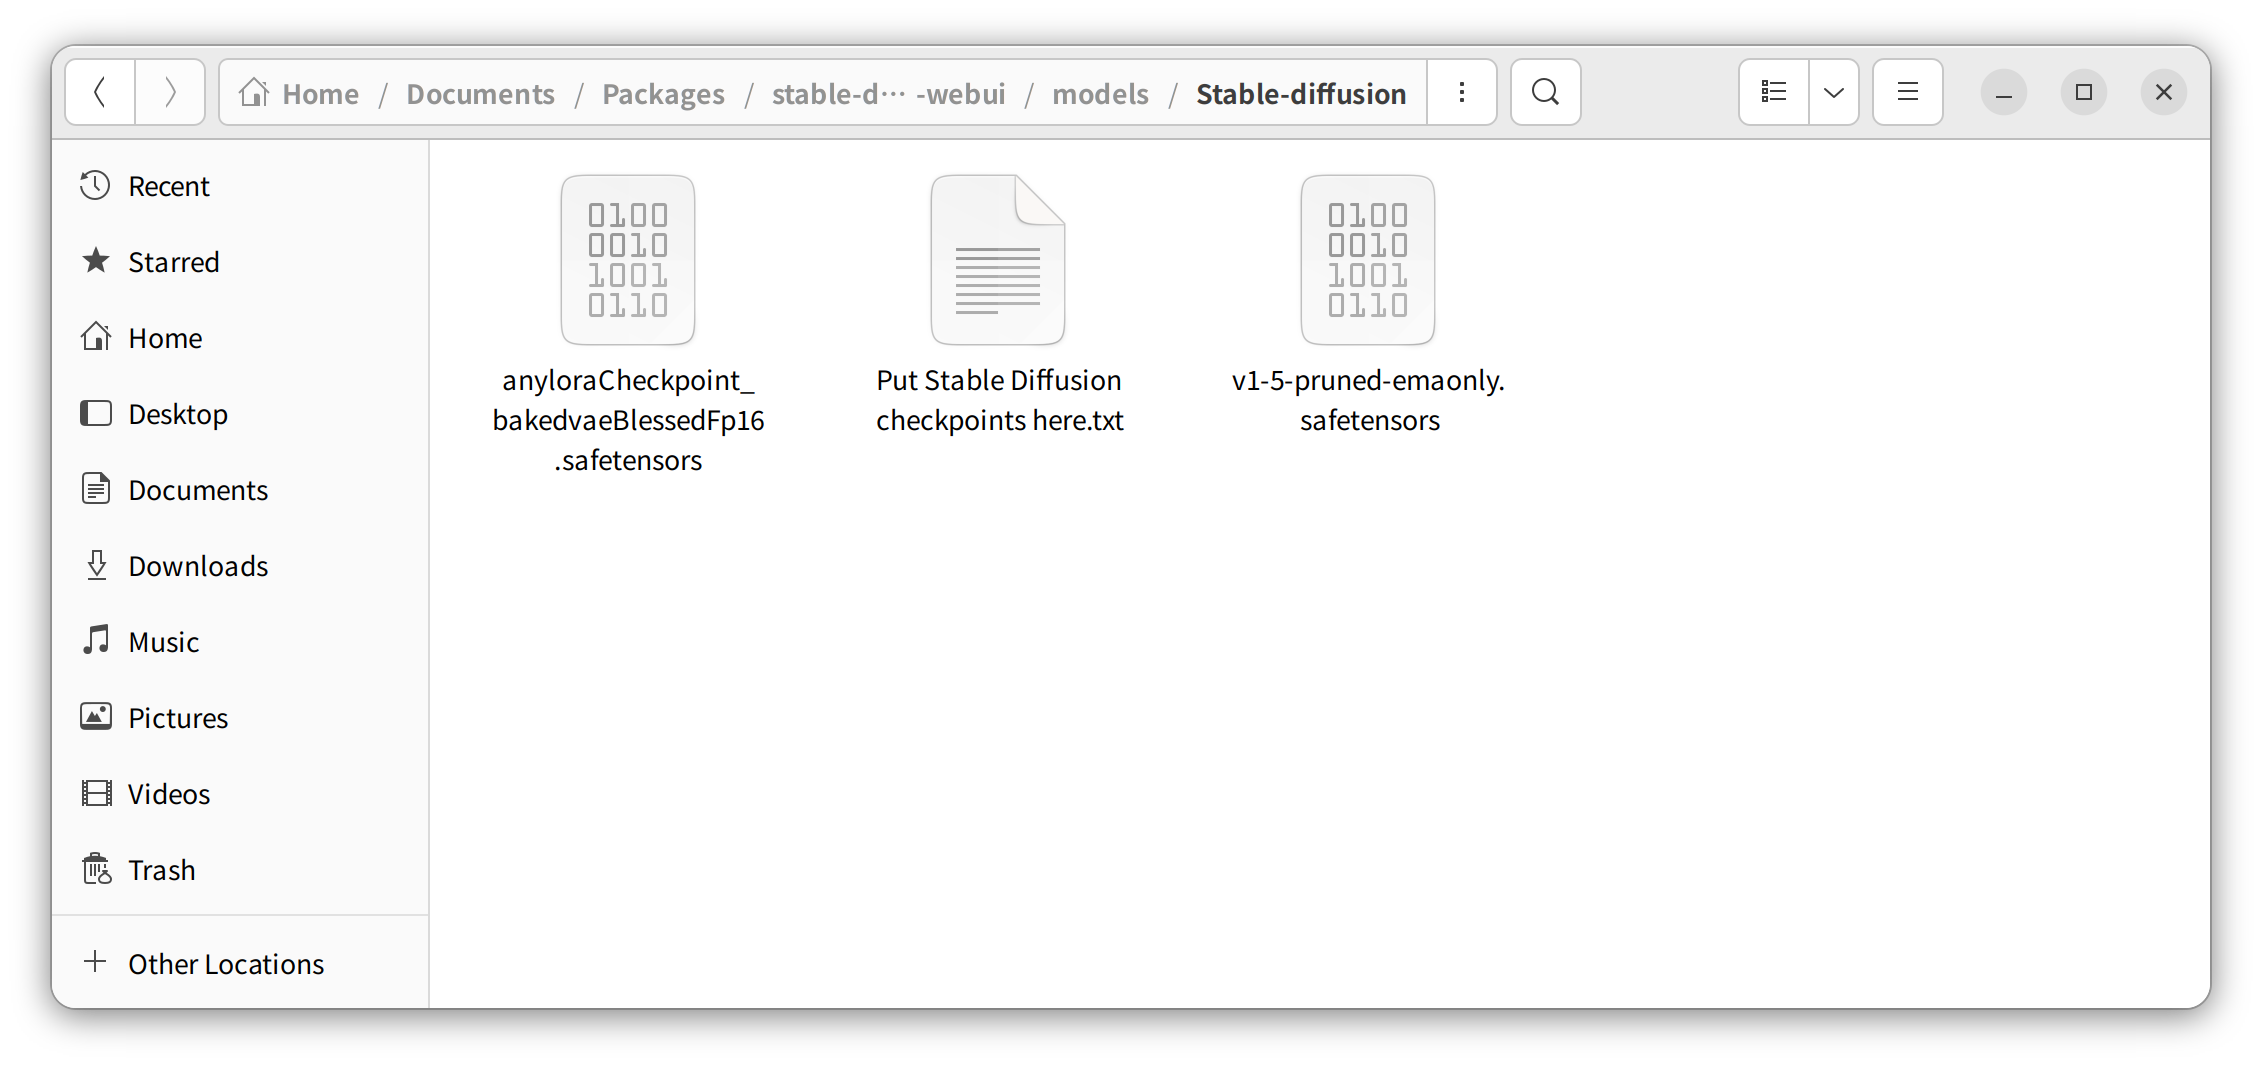 Home / Documents / Packages / stable-d··· -webui / models / Stable-diffusion
Recent
Starred
Home
Desktop
Documents
Downloads
Music
Pictures
Videos
Trash
Other Locations
0100
0010
1001
0110
anyloraCheckpoint_
bakedvaeBlessedFp16
.safetensors
Put Stable Diffusion
checkpoints here.txt
0100
0010
1001
0110
v1-5-pruned-emaonly.
safetensors